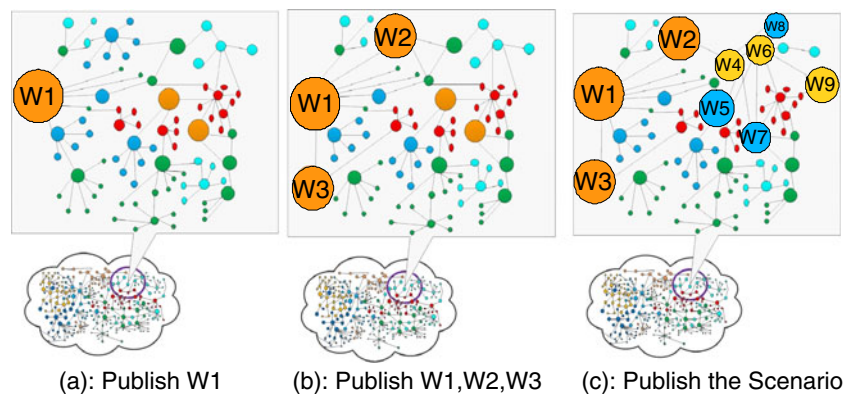 W1
W2
W1
W3
W8
W2
W6
W4
W9
W1
W5
W7
W3
(a): Publish W1
(b): Publish W1,W2,W3
(c): Publish the Scenario